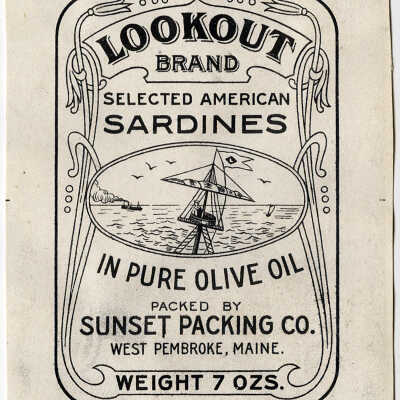 LOOKOUT
BRAND
SELECTED AMERICAN
SARDINES
IN PURE OLIVE OIL
PACKED BY
SUNSET PACKING CO.
WEST PEMBROKE, MAINE.
WEIGHT 7 OZS.